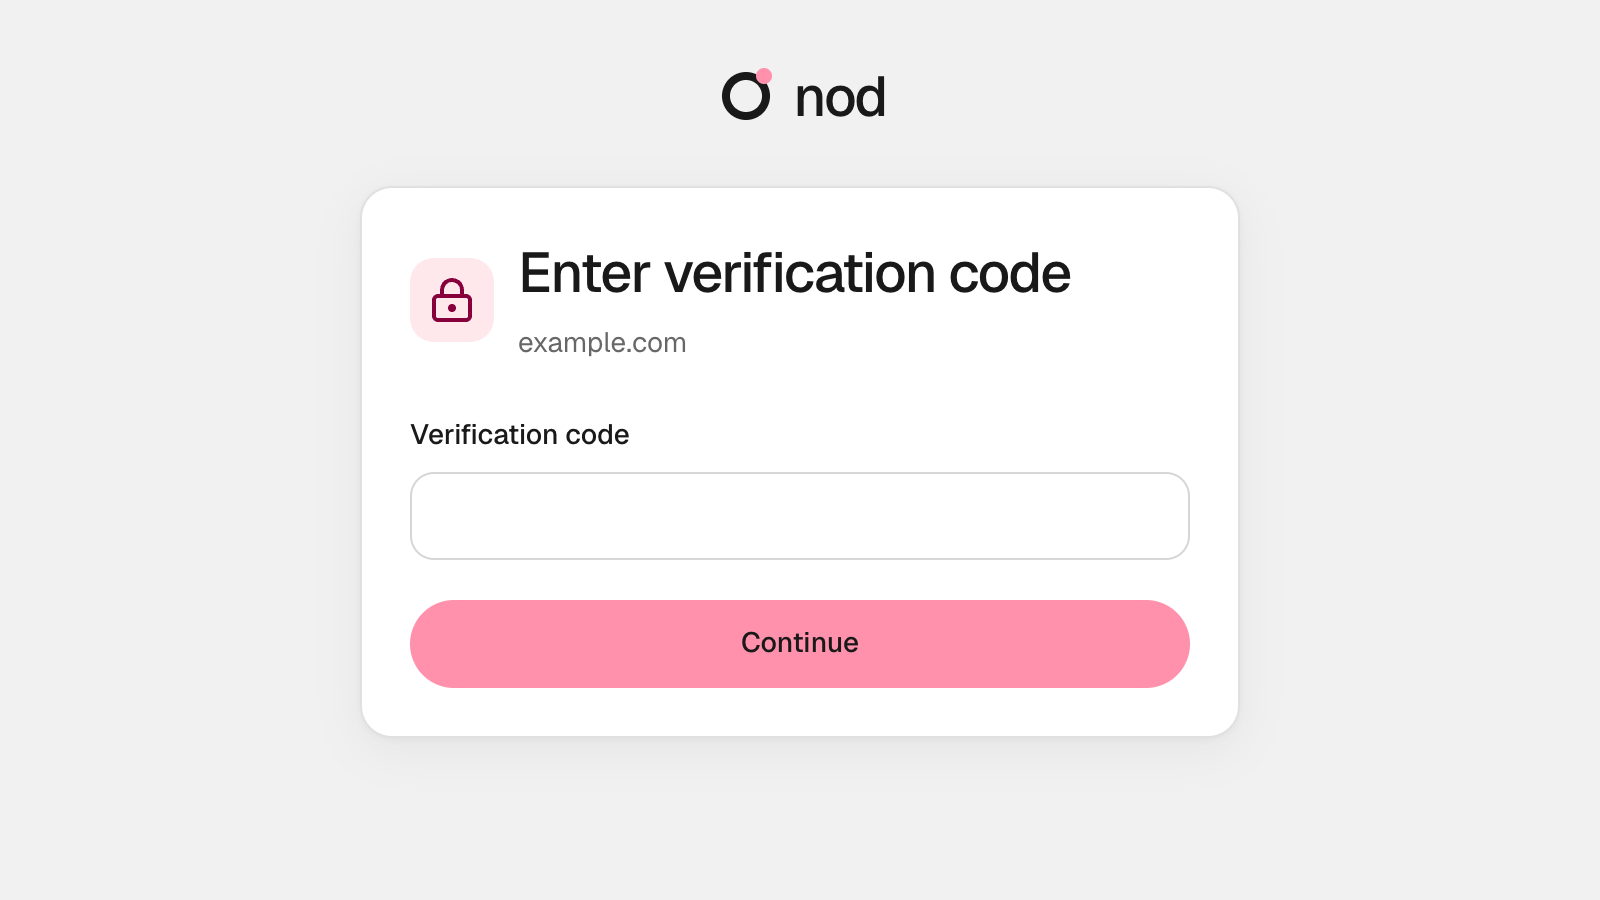 nod
Enter verification code
example.com
Verification code
Continue